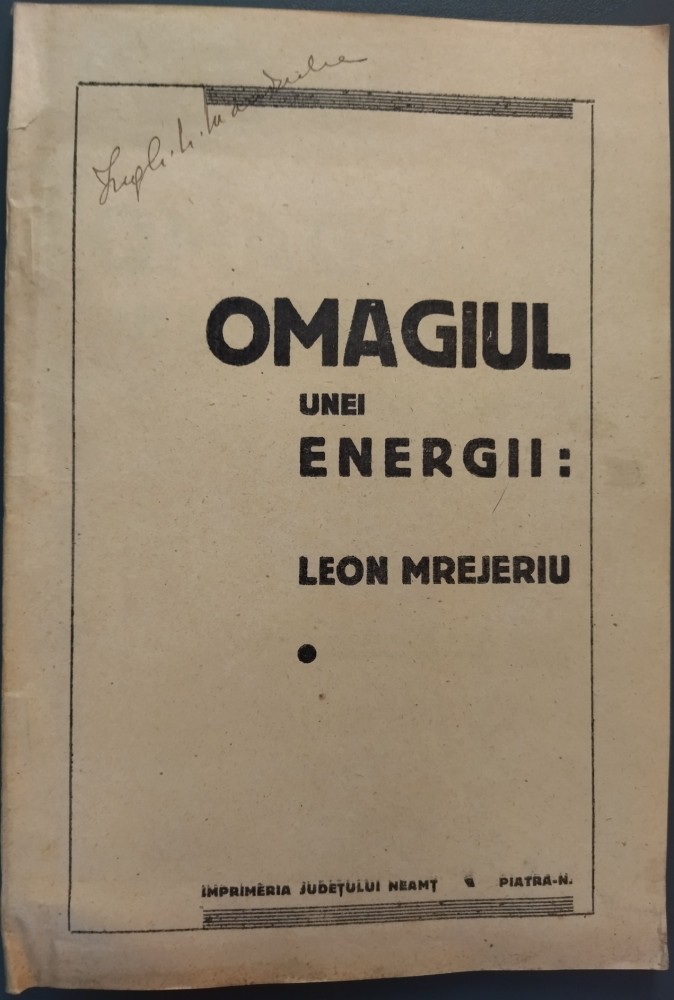 OMAGIUL
UNEI
ENERGII:
LEON MREJERIU
IMPRIMERIA JUDEȚULUI NEAMȚ PIATRA-N.